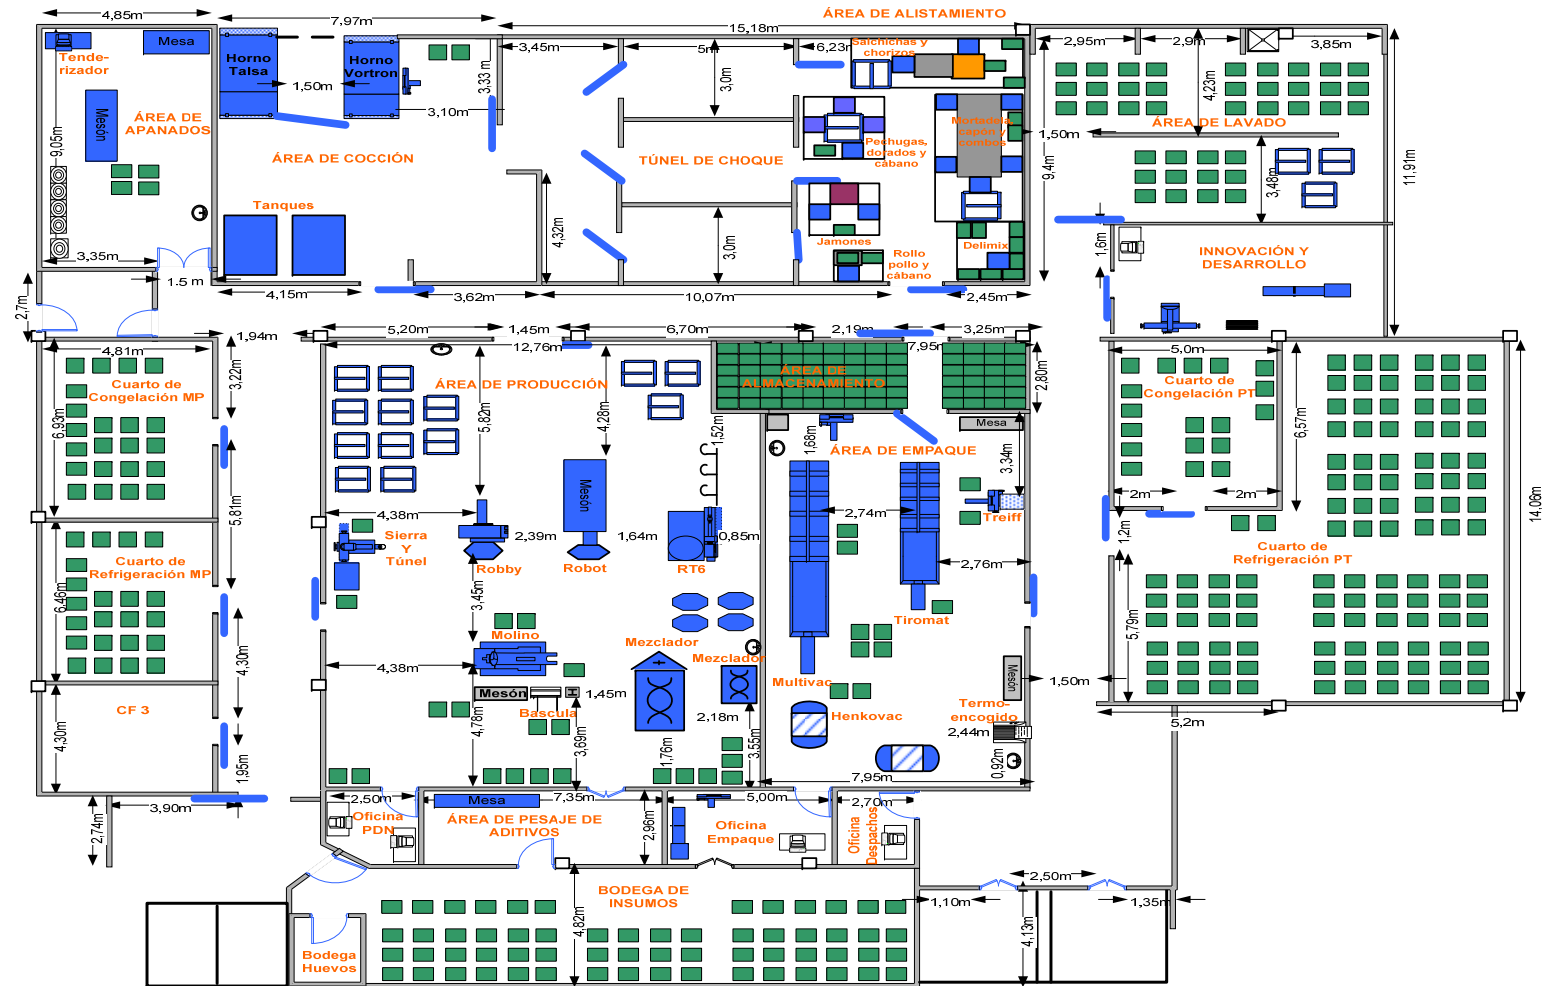 ÁREA DE ALISTAMIENTO
4,85m
7,97m
15,18m
Mesa
Tende-
rizador
Horno
Talsa
Horno
Vortron
1,50m
3,10m
3,33 m
3,45m
5m
6,23m
3,0m
Salchichas y
chorizos
2,95m
2,9m
3,85m
4,23m
Mesón
ÁREA DE
APANADOS
9,05m
ÁREA DE COCCIÓN
TÚNEL DE CHOQUE
Pechugas,
dorados y
cábano
Mortadela,
capón y
combos
1,50m
9,4m
ÁREA DE LAVADO
3,48m
11,91m
Tanques
4,32m
3,0m
Jamones
Rollo
pollo y
cábano
Delimix
1,6m
INNOVACIÓN Y
DESARROLLO
3,35m
1.5 m
2,7m
4,15m
3,62m
10,07m
2,45m
1,94m
5,20m
1,45m
6,70m
2,19m
3,25m
12,76m
7,95m
4,81m
3,22m
Cuarto de
Congelación MP
6,93m
5,81m
ÁREA DE PRODUCCIÓN
5,82m
4,28m
ÁREA DE
ALMACENAMIENTO
2,80m
1,52m
1,68m
ÁREA DE EMPAQUE
Mesa
3,34m
5,0m
Cuarto de
Congelación PT
6,57m
2m
2m
14,06m
Mesón
4,38m
Sierra
Y
Túnel
2,39m
Robby
1,64m
Robot
0,85m
RT6
2,74m
Treiff
2,76m
Tiromat
1,2m
Cuarto de
Refrigeración PT
5,79m
Cuarto de
Refrigeración MP
6,46m
4,30m
3,45m
Molino
4,38m
Mezclador
Mezclador
Multivac
Mesón
1,50m
Mesón
Bascula
1,45m
2,18m
Henkovac
Termo-
encogido
2,44m
5,2m
CF 3
4,30m
4,78m
3,69m
1,76m
3,55m
0,92m
1,95m
7,95m
3,90m
2,74m
2,50m
Oficina
PDN
Mesa
7,35m
ÁREA DE PESAJE DE
ADITIVOS
2,96m
5,00m
Oficina
Empaque
2,70m
Oficina
Despachos
BODEGA DE
INSUMOS
4,82m
Bodega
Huevos
2,50m
1,10m
1,35m
4,13m